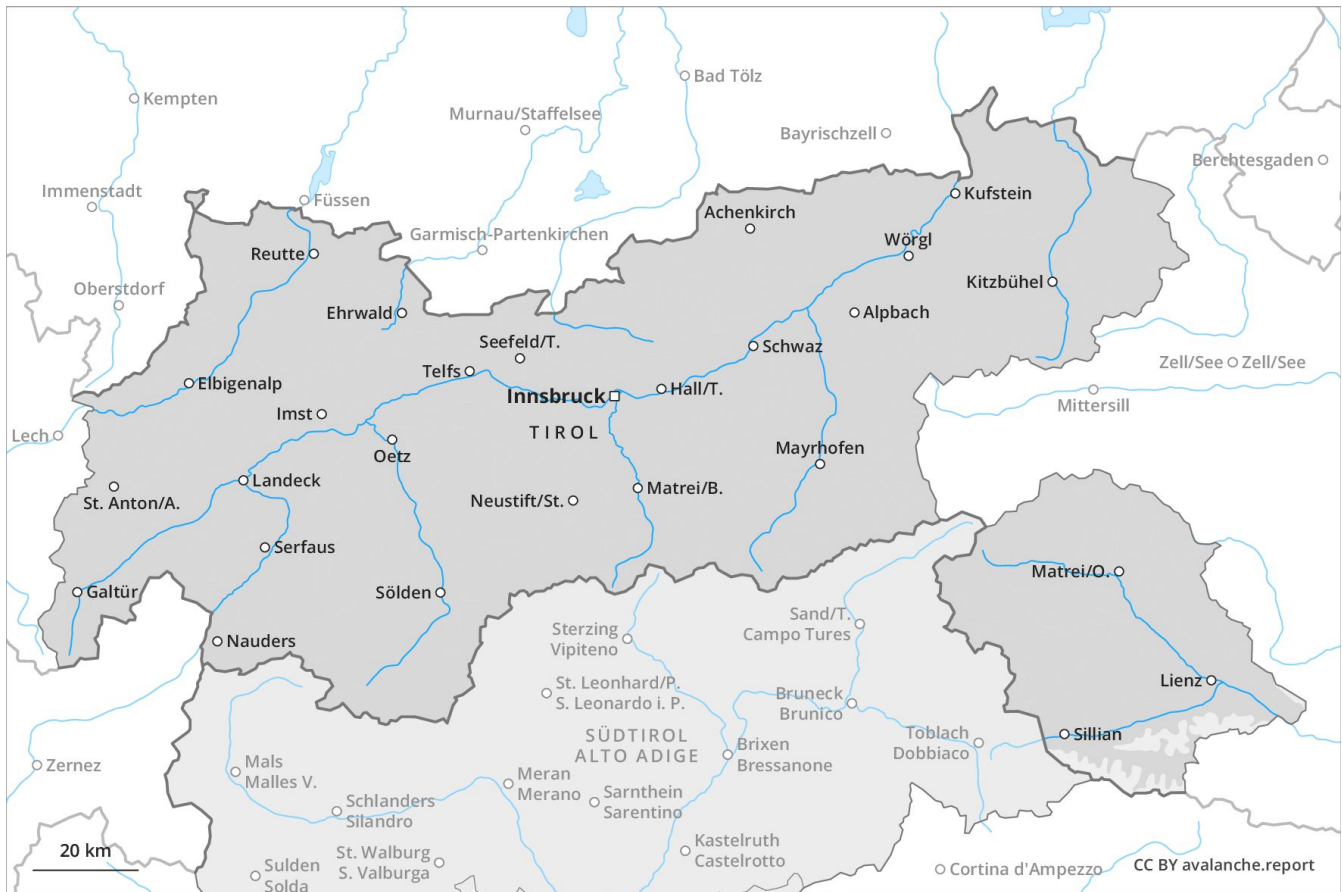 Kempten
Bad Tölz
Murnau/Staffelsee
Bayrischzell
Berchtesgaden
Immenstadt
Füssen
Kufstein
Achenkirch
Garmisch-Partenkirchen
Wörgl
Reutte
Kitzbühel
Oberstdorf
Ehrwald
Alpbach
Seefeld/T.
Schwaz
Zell/See
Zell/See
Telfs
Elbigenalp
Hall/T.
Innsbruck
Mittersill
Imst
TIROL
Lech
Oetz
Mayrhofen
Landeck
Matrei/B.
St. Anton/A.
Neustift/St.
Serfaus
Matrei/O.
Galtür
Sölden
Sand/T.
Campo Tures
Sterzing
Vipiteno
Nauders
Lienz
St. Leonhard/P.
S. Leonardo i. P.
Bruneck
Brunico
SÜDTIROL
ALTO ADIGE
Toblach
Dobbiaco
Sillian
Brixen
Bressanone
Zernez
Mals
Malles V.
Meran
Merano
Sarnthein
Sarentino
Schlanders
Silandro
Kastelruth
Castelrotto
20 km
St. Walburg
S. Valburga
Sulden
Solda
Cortina d'Ampezzo
CC BY avalanche.report